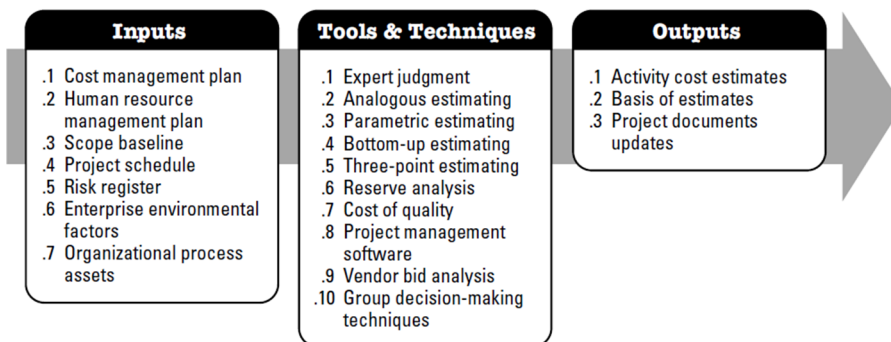 Inputs
.1 Cost management plan
.2 Human resource
management plan
.3 Scope baseline
.4 Project schedule
.5 Risk register
.6 Enterprise environmental
factors
.7 Organizational process
assets
Tools & Techniques
.1 Expert judgment
.2 Analogous estimating
.3 Parametric estimating
.4 Bottom-up estimating
.5 Three-point estimating
.6 Reserve analysis
.7 Cost of quality
.8 Project management
software
.9 Vendor bid analysis
.10 Group decision-making
techniques
Outputs
.1 Activity cost estimates
.2 Basis of estimates
.3 Project documents
updates